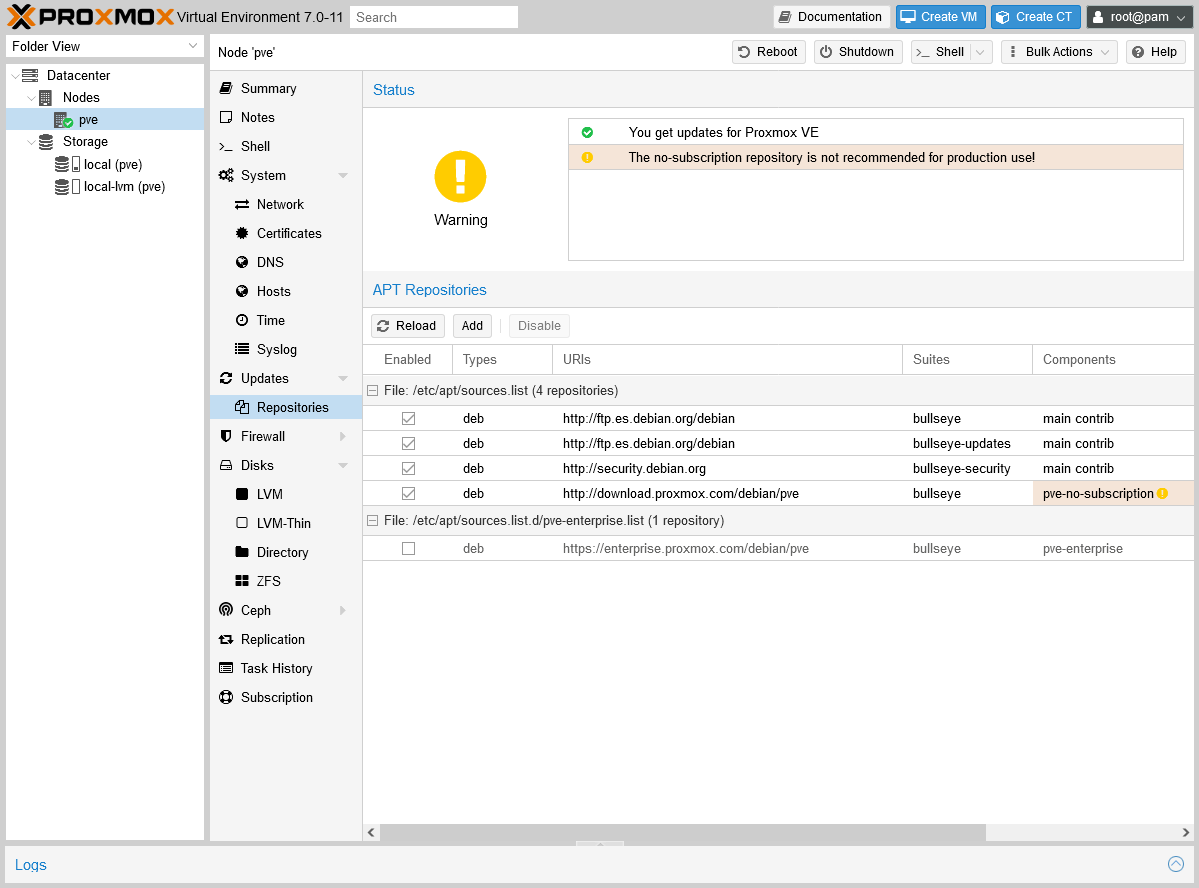 PROXMOX Virtual Environment 7.0-11 Search Documentation Create VM Create CT root@pam
Folder View
Datacenter
Nodes
pve
Storage
local (pve)
local-lvm (pve)
Node 'pve' Reboot Shutdown >_ Shell Bulk Actions Help
Summary
Notes
>_ Shell
System
Network
Certificates
DNS
Hosts
Time
Syslog
Updates
Repositories
Firewall
Disks
LVM
LVM-Thin
Directory
ZFS
Ceph
Replication
Task History
Subscription
Status
Warning
You get updates for Proxmox VE
The no-subscription repository is not recommended for production use!
APT Repositories
Reload Add Disable
Enabled Types URIs Suites Components
File: /etc/apt/sources.list (4 repositories)
deb http://ftp.es.debian.org/debian bullseye main contrib
deb http://ftp.es.debian.org/debian bullseye-updates main contrib
deb http://security.debian.org bullseye-security main contrib
deb http://download.proxmox.com/debian/pve bullseye pve-no-subscription
File: /etc/apt/sources.list.d/pve-enterprise.list (1 repository)
deb https://enterprise.proxmox.com/debian/pve bullseye pve-enterprise
Logs